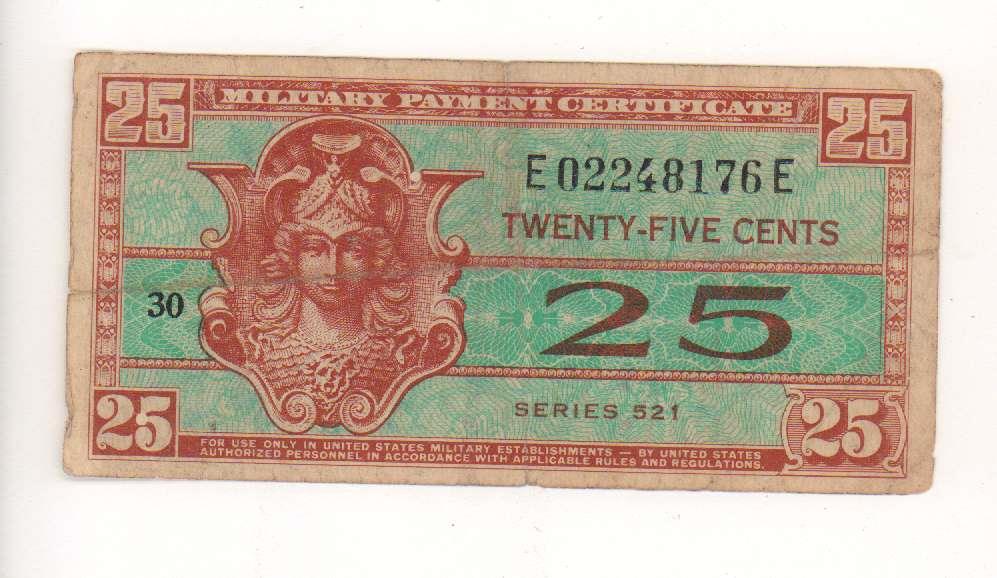 25 MILITARY PAYMENT CERTIFICATE 25
E02248176E
TWENTY-FIVE CENTS
30 25
SERIES 521
25 25
FOR USE ONLY IN UNITED STATES MILITARY ESTABLISHMENTS — BY UNITED STATES
AUTHORIZED PERSONNEL IN ACCORDANCE WITH APPLICABLE RULES AND REGULATIONS.